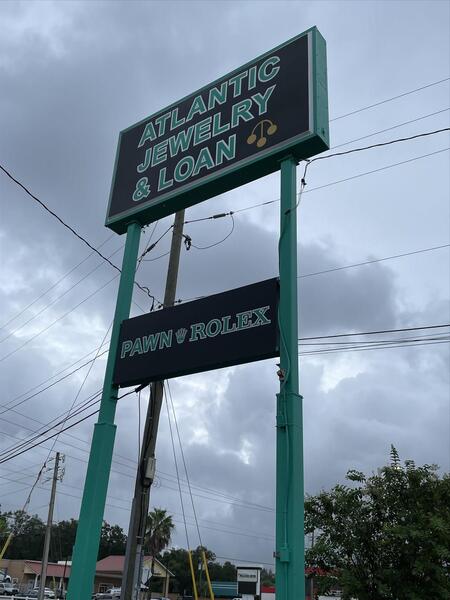 ATLANTIC
JEWELRY
& LOAN
PAWN ROLEX